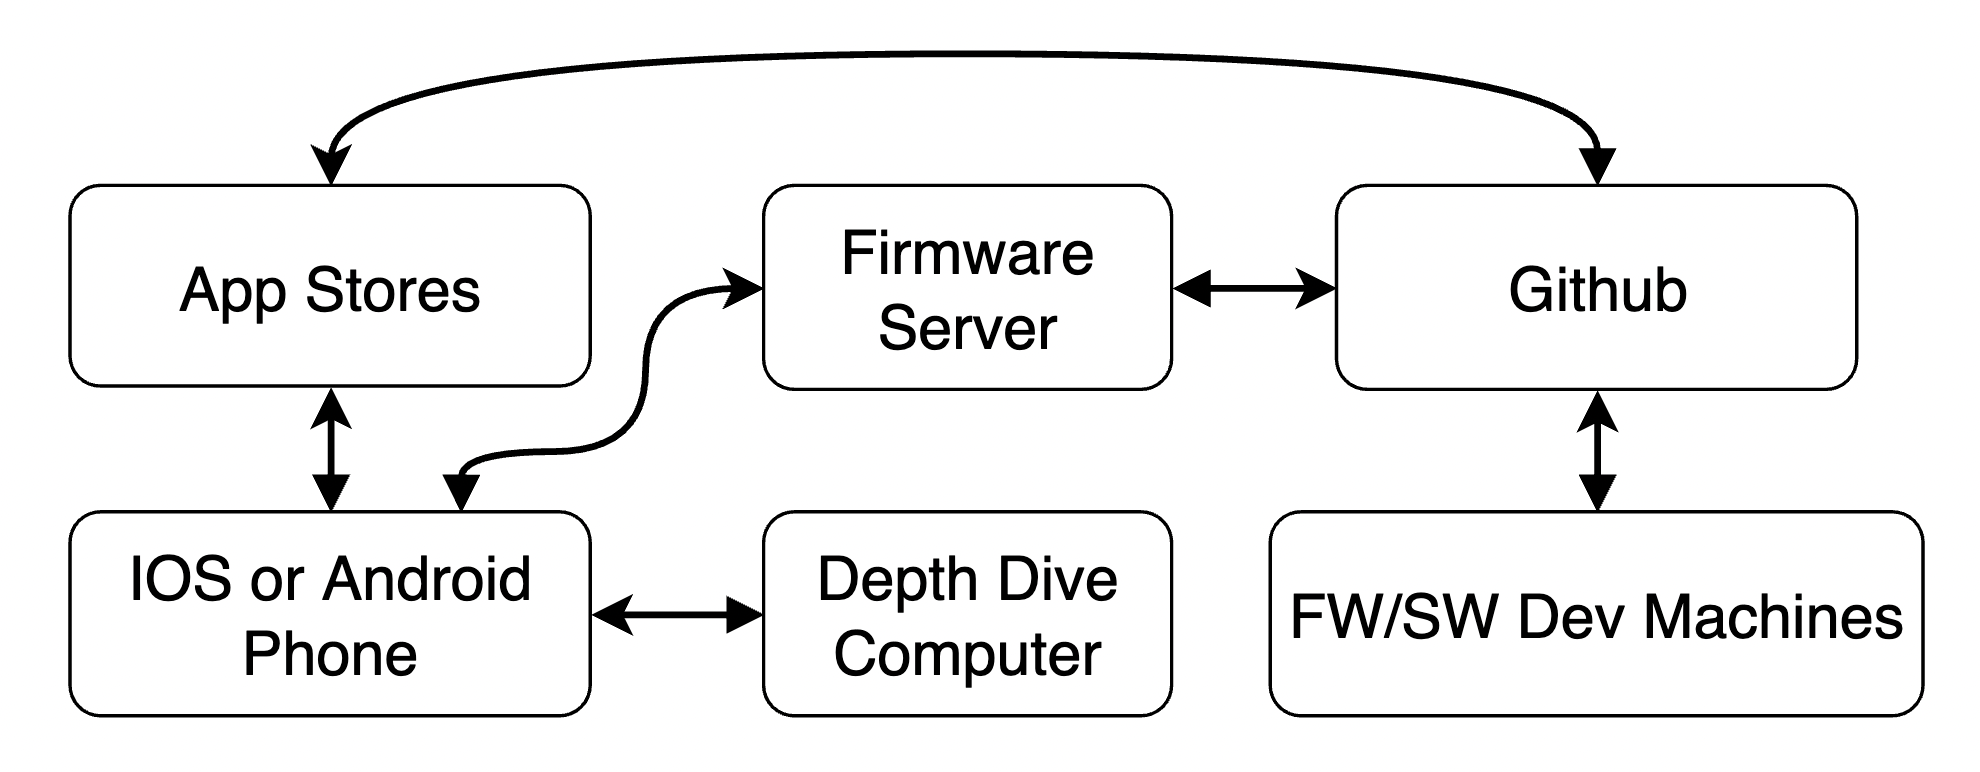 App Stores
Firmware
Server
Github
IOS or Android
Phone
Depth Dive
Computer
FW/SW Dev Machines